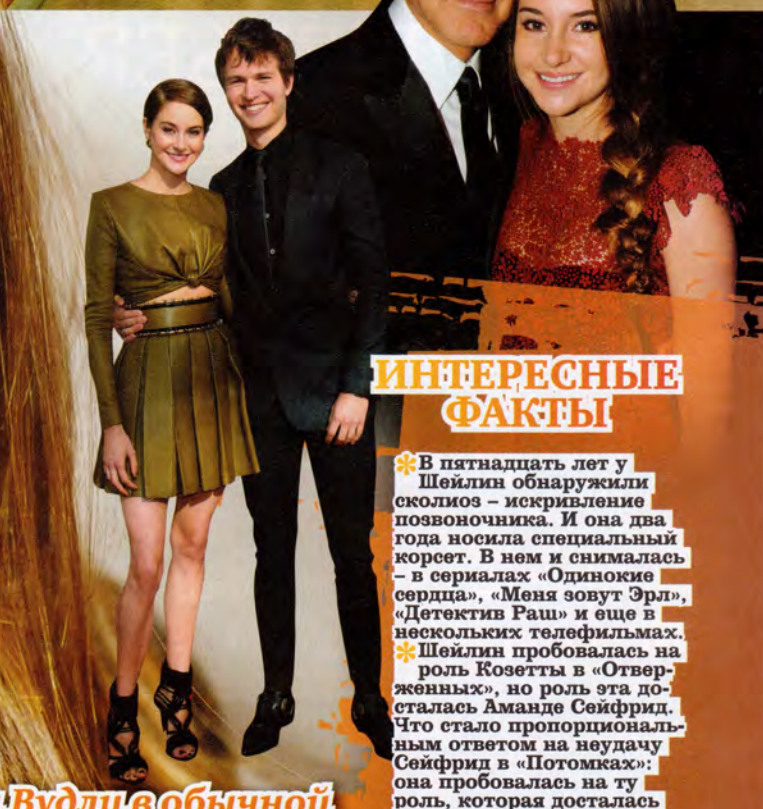 ИНТЕРЕСНЫЕ
ФАКТЫ
*В пятнадцать лет у
Шейлин обнаружили
сколиоз – искривление
позвоночника. И она два
года носила специальный
корсет. В нем и снималась
– в сериалах «Одинокие
сердца», «Меня зовут Эрл»,
«Детектив Раш» и еще в
нескольких телефильмах.
*Шейлин пробовалась на
роль Козетты в «Отвер-
женных», но роль эта до-
сталась Аманде Сейфрид.
Что стало пропорциональ-
ным ответом на неудачу
Сейфрид в «Потомках»:
она пробовалась на ту
роль, которая досталась
Вудли в обычной